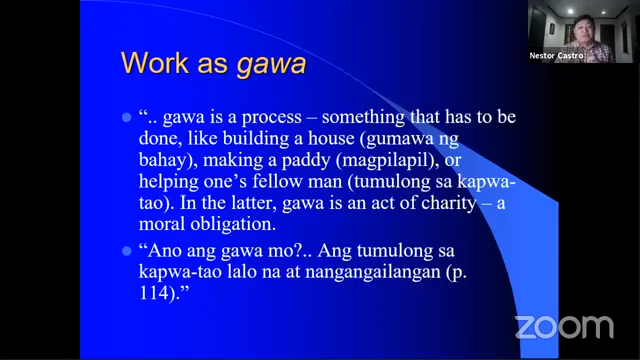 Nestor Castro
Work as gawa
“.. gawa is a process – something that has to be
done, like building a house (gumawa ng
bahay), making a paddy (magpilapil), or
helping one’s fellow man (tumulong sa kapwa-
tao). In the latter, gawa is an act of charity – a
moral obligation.
“Ano ang gawa mo?.. Ang tumulong sa
kapwa-tao lalo na at nangangailangan (p.
114).”
zoom